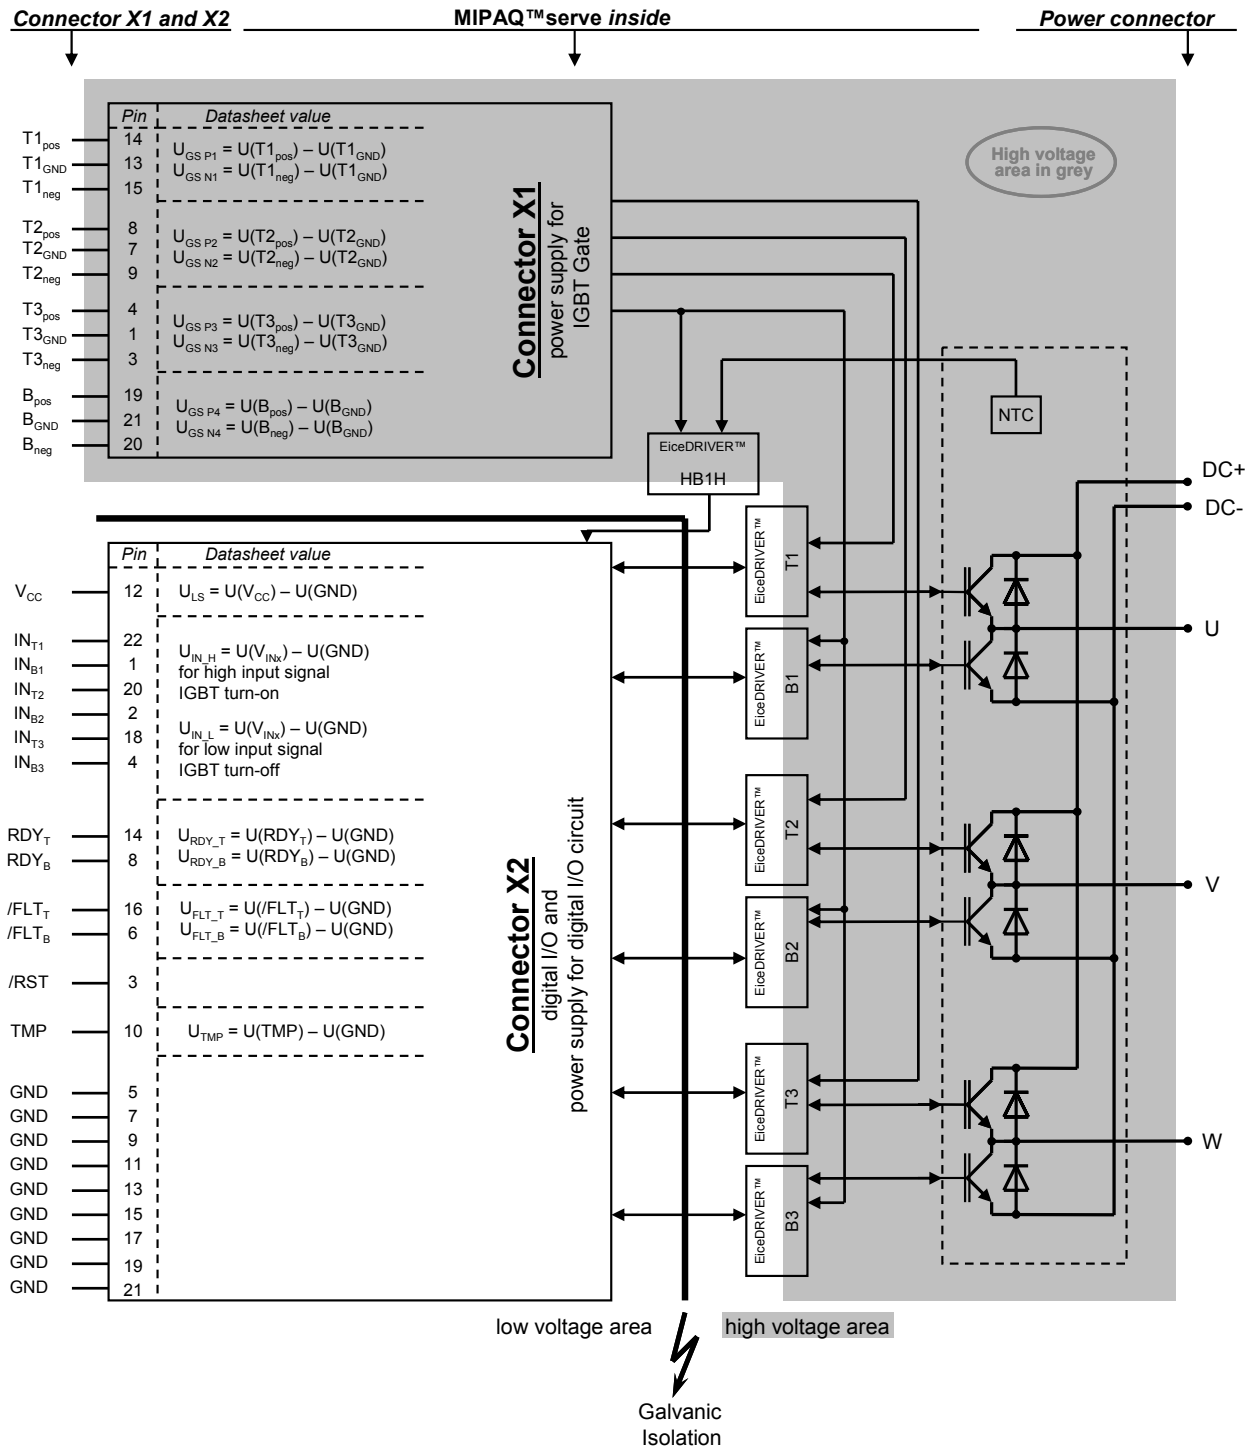 Connector X1 and X2
MIPAQ™serve inside
Power connector
Pin Datasheet value
T1pos 14
T1GND 13
T1neg 15
UGS P1 = U(T1pos) – U(T1GND)
UGS N1 = U(T1neg) – U(T1GND)
T2pos 8
T2GND 7
T2neg 9
UGS P2 = U(T2pos) – U(T2GND)
UGS N2 = U(T2neg) – U(T2GND)
T3pos 4
T3GND 1
T3neg 3
UGS P3 = U(T3pos) – U(T3GND)
UGS N3 = U(T3neg) – U(T3GND)
Bpos 19
BGND 21
Bneg 20
UGS P4 = U(Bpos) – U(BGND)
UGS N4 = U(Bneg) – U(BGND)
Connector X1
power supply for
IGBT Gate
High voltage
area in grey
NTC
EiceDRIVER™
HB1H
DC+
DC-
Pin Datasheet value
VCC 12 ULS = U(VCC) – U(GND)
INT1 22
INB1 1
INT2 20
INB2 2
INT3 18
INB3 4
UIN_H = U(VINx) – U(GND)
for high input signal
IGBT turn-on
UIN_L = U(VINx) – U(GND)
for low input signal
IGBT turn-off
RDYT 14 URDY_T = U(RDYT) – U(GND)
RDYB 8 URDY_B = U(RDYB) – U(GND)
/FLTT 16 UFLT_T = U(/FLTT) – U(GND)
/FLTB 6 UFLT_B = U(/FLTB) – U(GND)
/RST 3
TMP 10 UTMP = U(TMP) – U(GND)
GND 5
GND 7
GND 9
GND 11
GND 13
GND 15
GND 17
GND 19
GND 21
Connector X2
digital I/O and
power supply for digital I/O circuit
EiceDRIVER™
T1
EiceDRIVER™
B1
EiceDRIVER™
T2
EiceDRIVER™
B2
EiceDRIVER™
T3
EiceDRIVER™
B3
U
V
W
low voltage area
high voltage area
Galvanic
Isolation